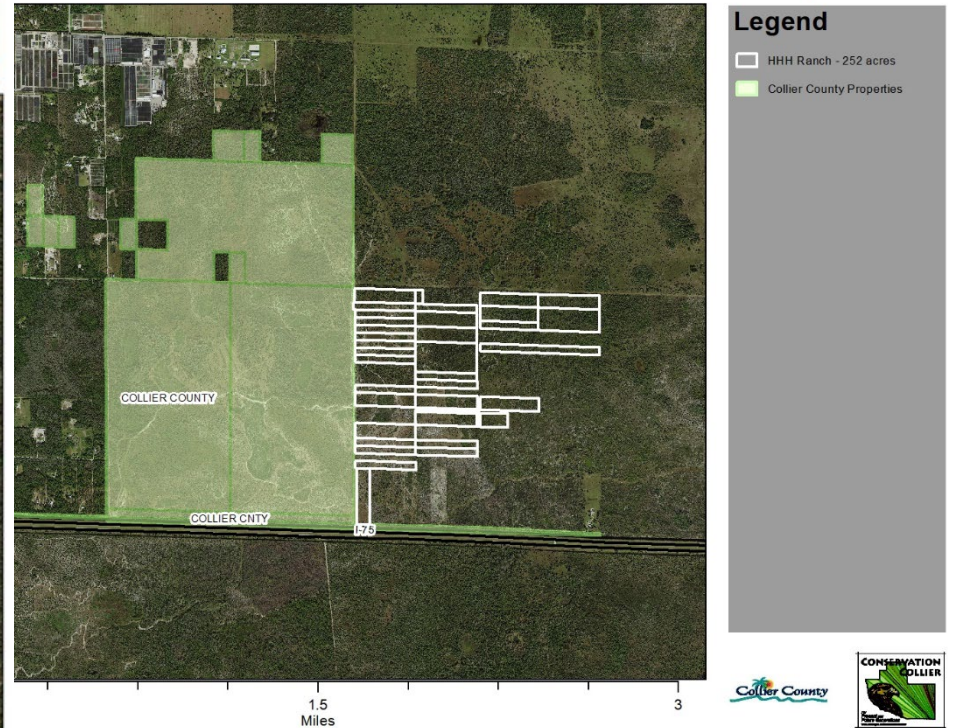 Legend
HHH Ranch - 252 acres
Collier County Properties
COLLIER COUNTY
COLLIER CNTY
I-75
1.5
3
Miles
Collier County
CONSERVATION
COLLIER